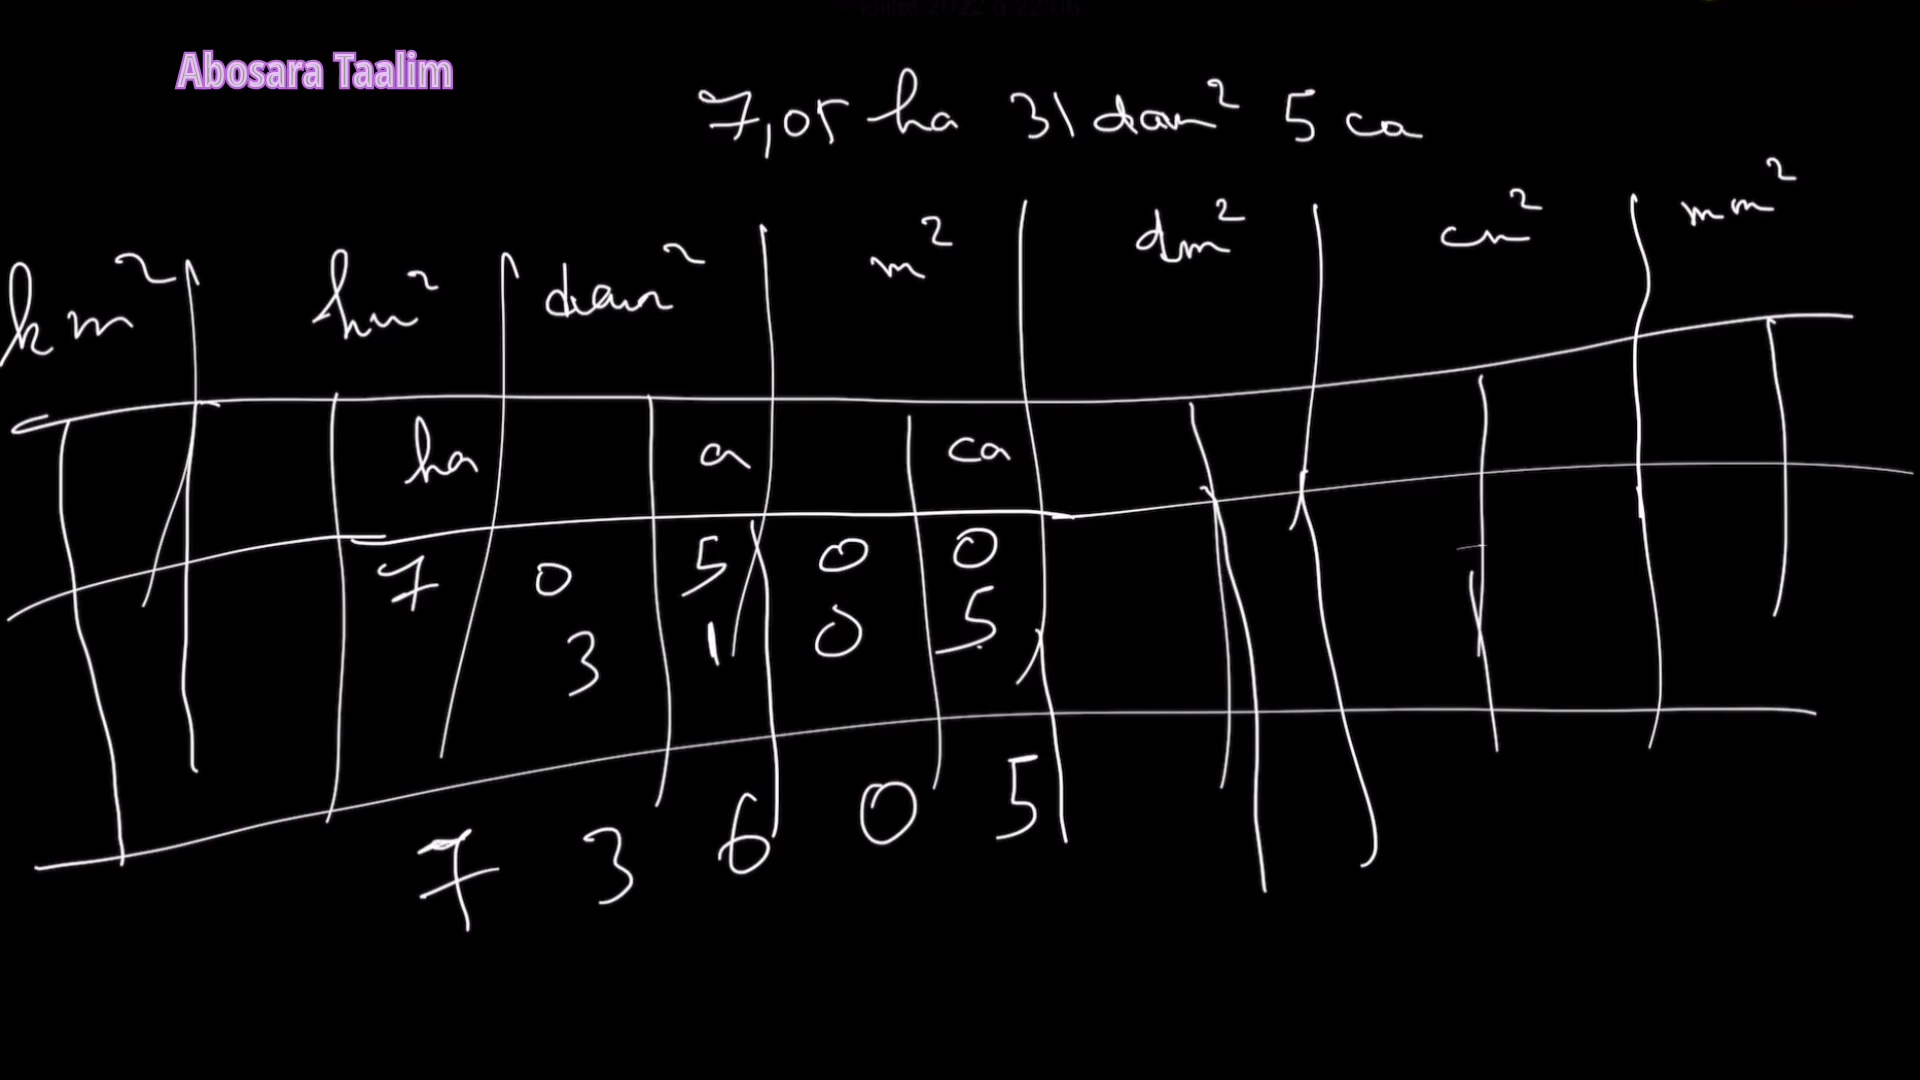 Abosara Taalim
7,05 ha 31 dam² 5 ca
km² hm² dam² m² dm² cm² mm²
ha a ca
7 0 5 0 0
3 1 0 5
7 3 6 0 5